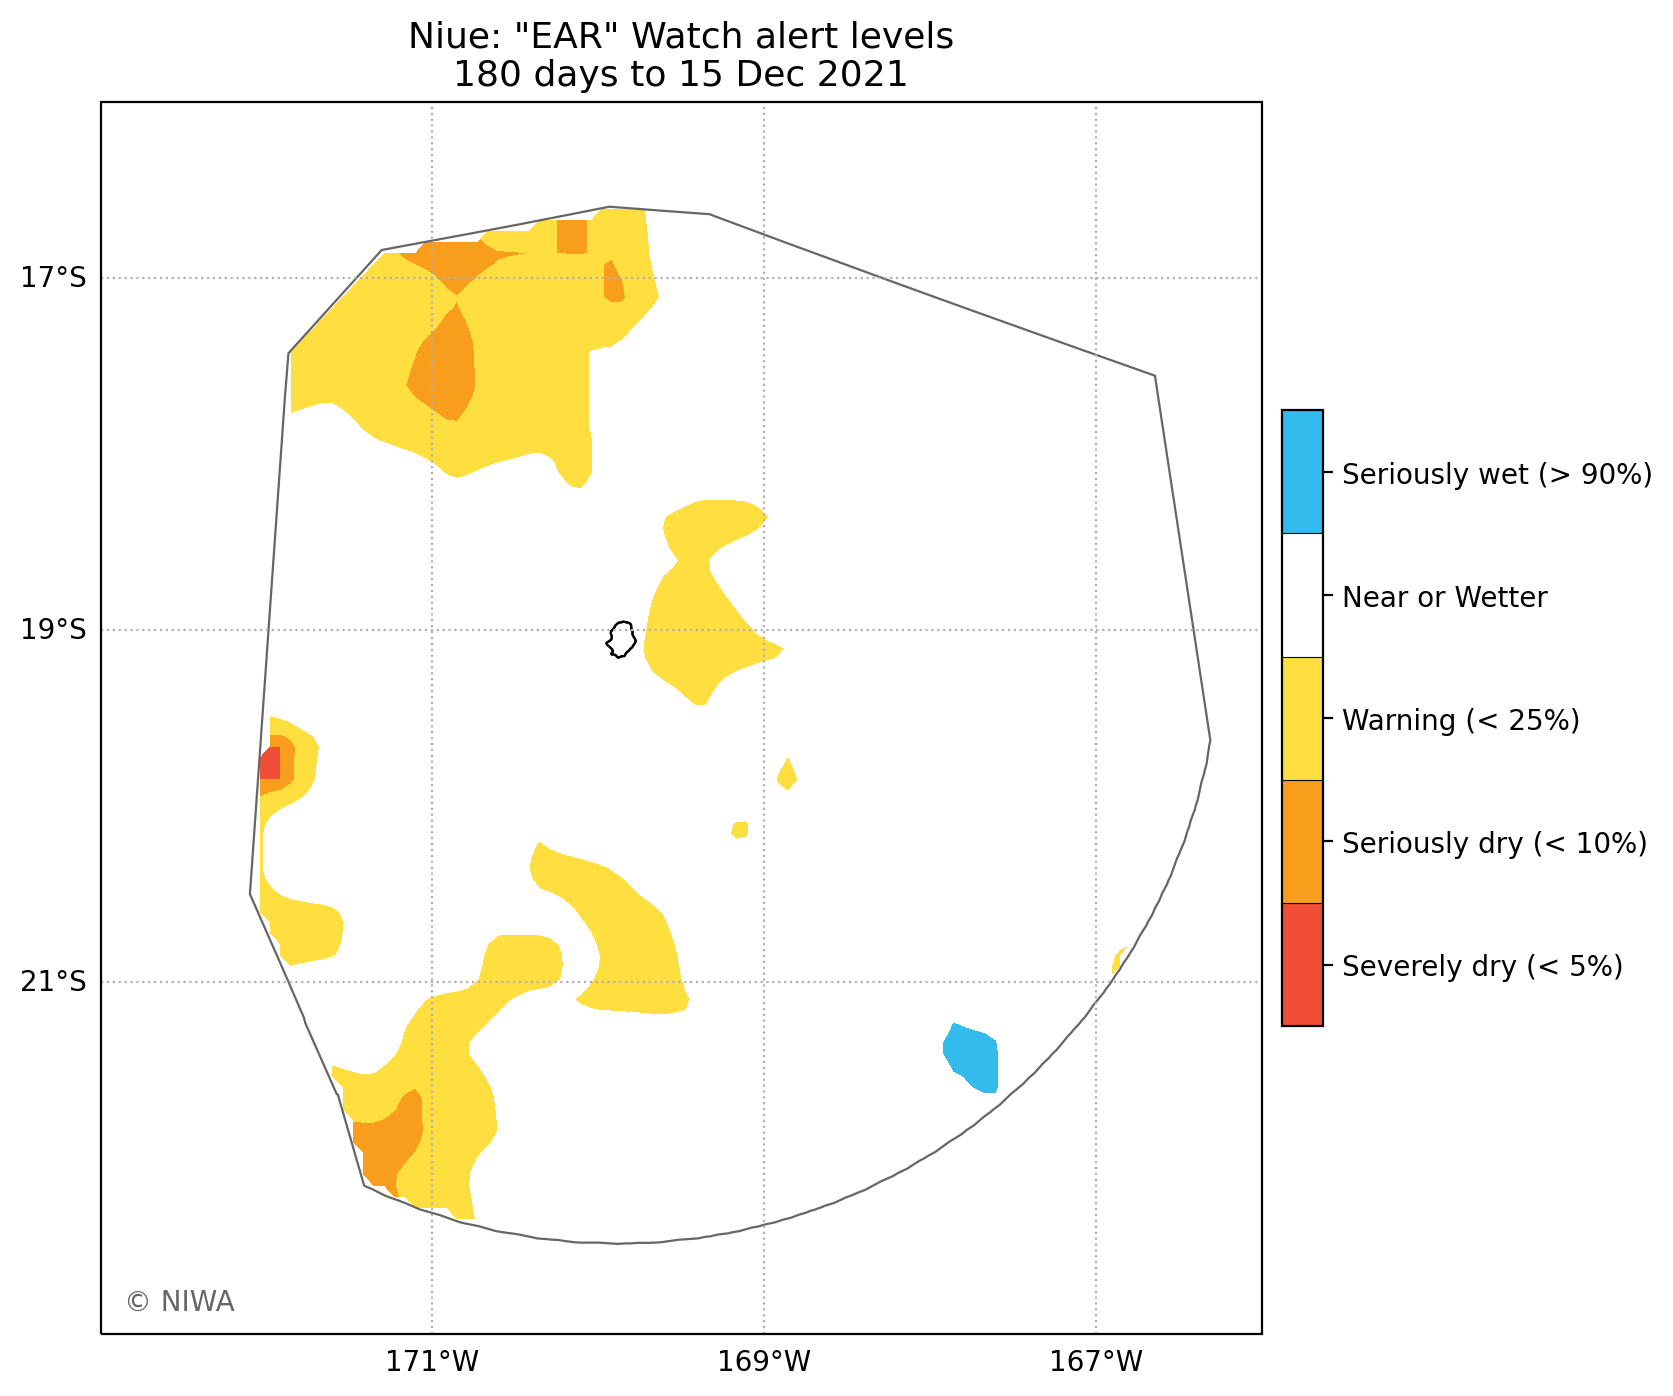 Niue: "EAR" Watch alert levels
180 days to 15 Dec 2021
17°S
19°S
21°S
171°W
169°W
167°W
Seriously wet (> 90%)
Near or Wetter
Warning (< 25%)
Seriously dry (< 10%)
Severely dry (< 5%)
© NIWA